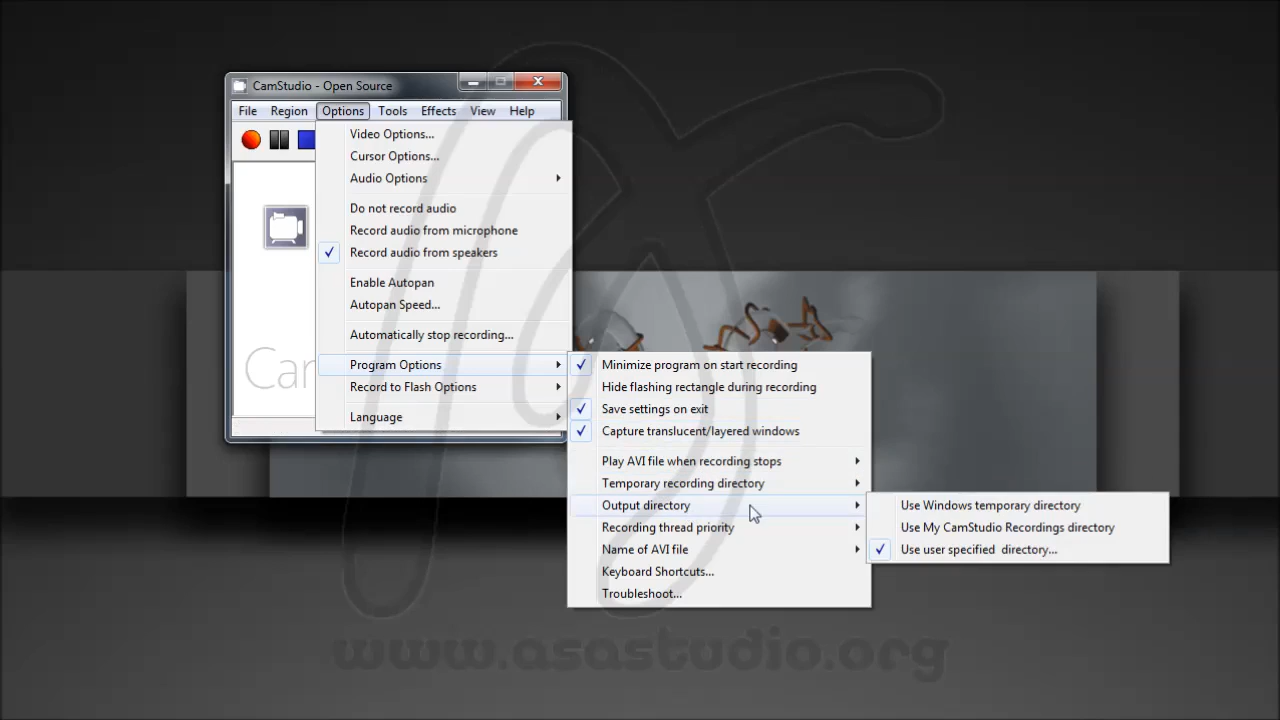 CamStudio - Open Source
File Region Options Tools Effects View Help
Video Options...
Cursor Options...
Audio Options
Do not record audio
Record audio from microphone
Record audio from speakers
Enable Autopan
Autopan Speed...
Automatically stop recording...
Program Options
Record to Flash Options
Language
Cam
Minimize program on start recording
Hide flashing rectangle during recording
Save settings on exit
Capture translucent/layered windows
Play AVI file when recording stops
Temporary recording directory
Output directory
Recording thread priority
Name of AVI file
Keyboard Shortcuts...
Troubleshoot...
Use Windows temporary directory
Use My CamStudio Recordings directory
Use user specified  directory...
www.asastudio.org